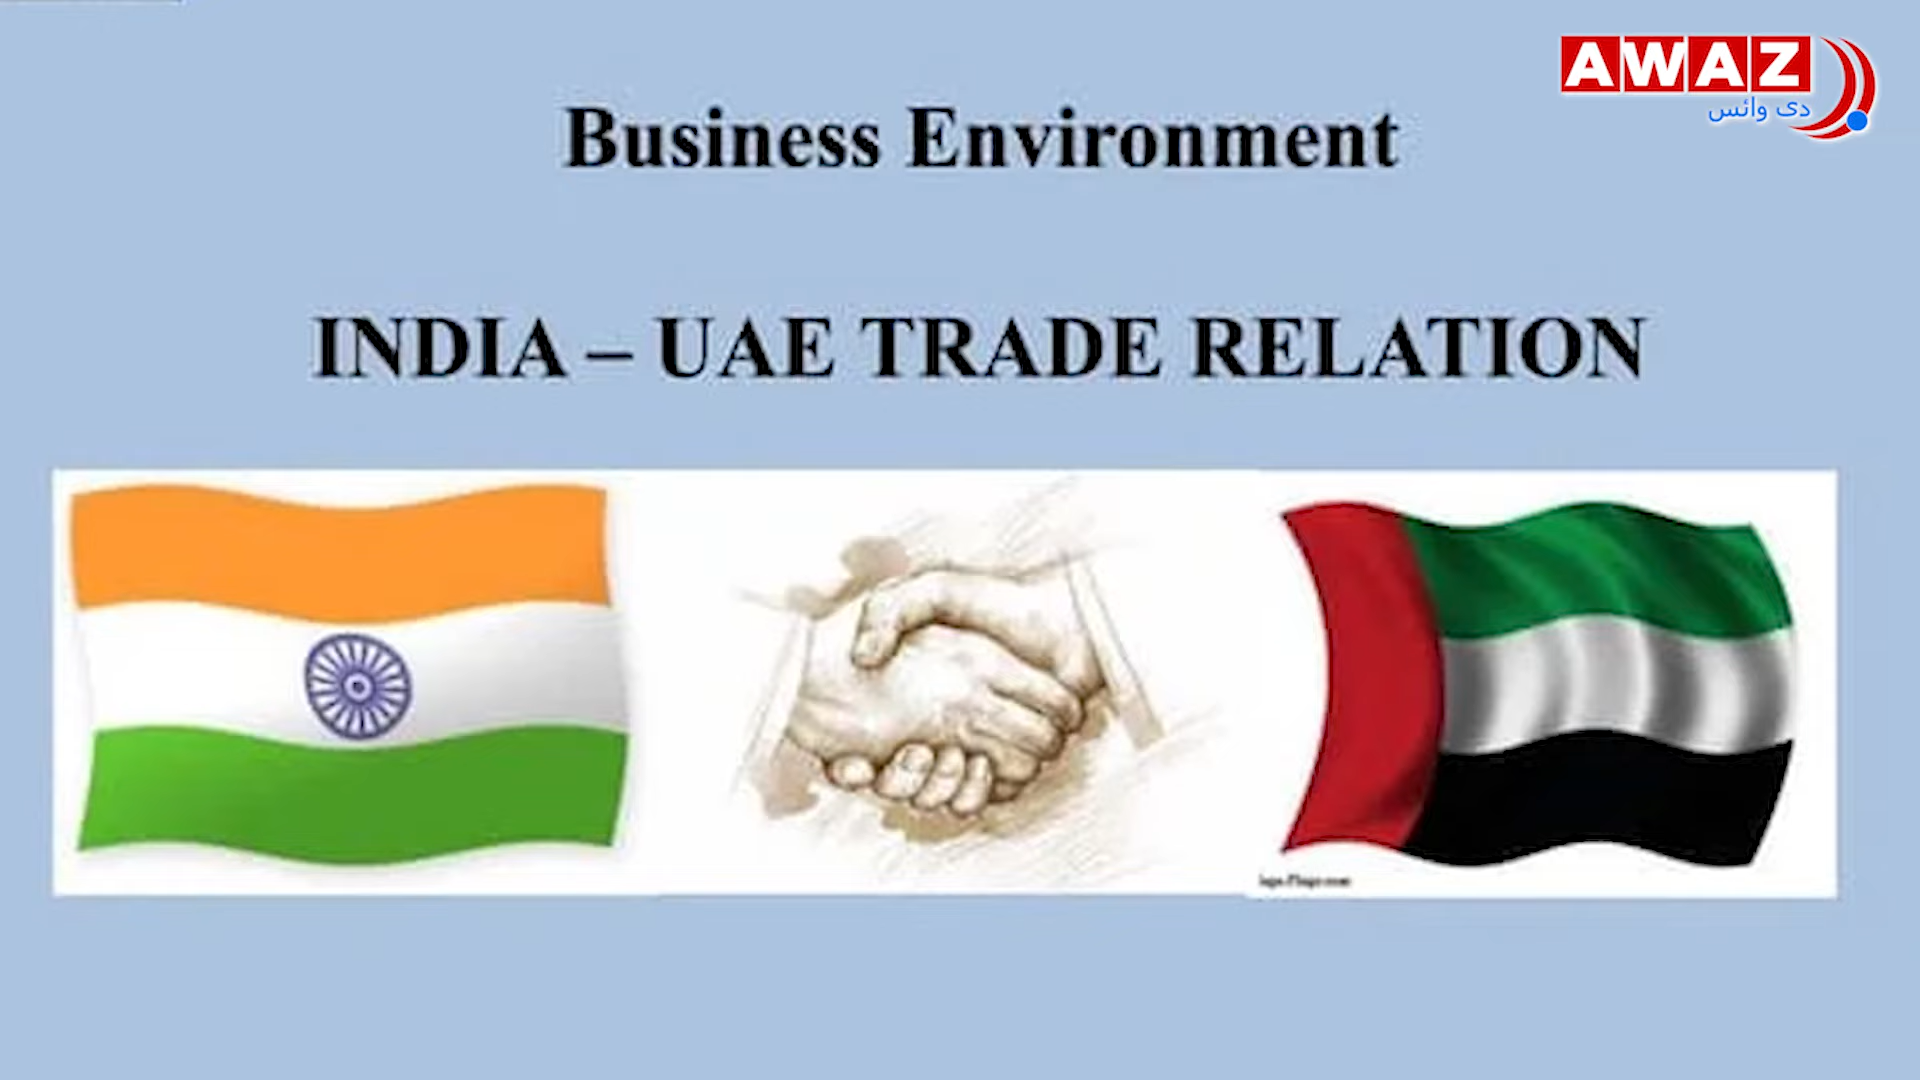 AWAZ
دی وائس
Business Environment
INDIA – UAE TRADE RELATION